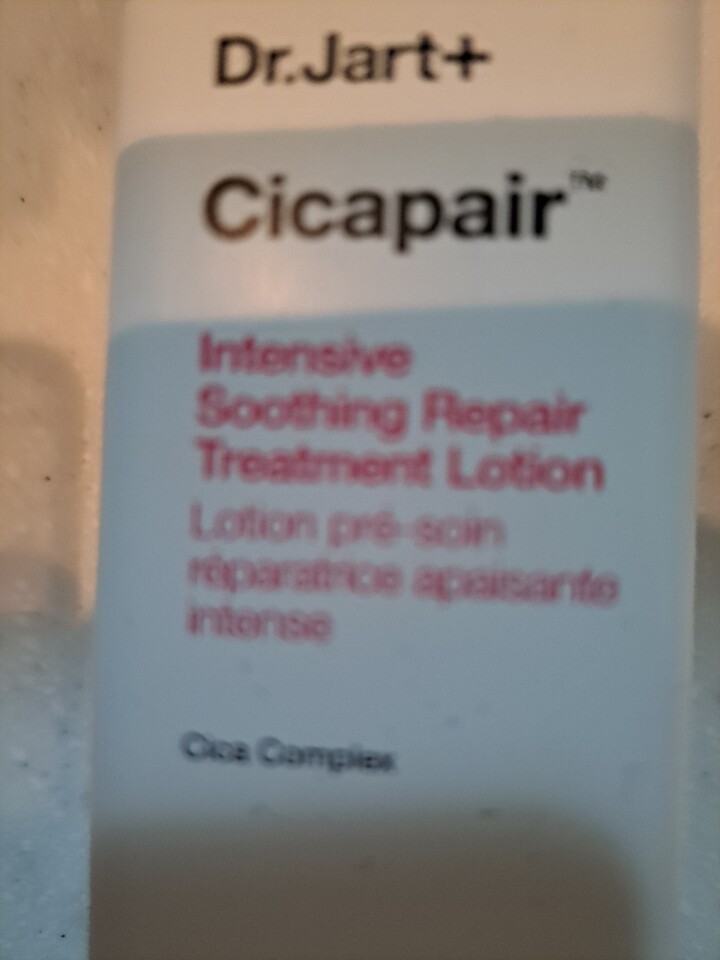 Dr.Jart+
Cicapair™
Intensive
Soothing Repair
Treatment Lotion
Lotion pré-soin
réparatrice apaisante
intense
Cica Complex